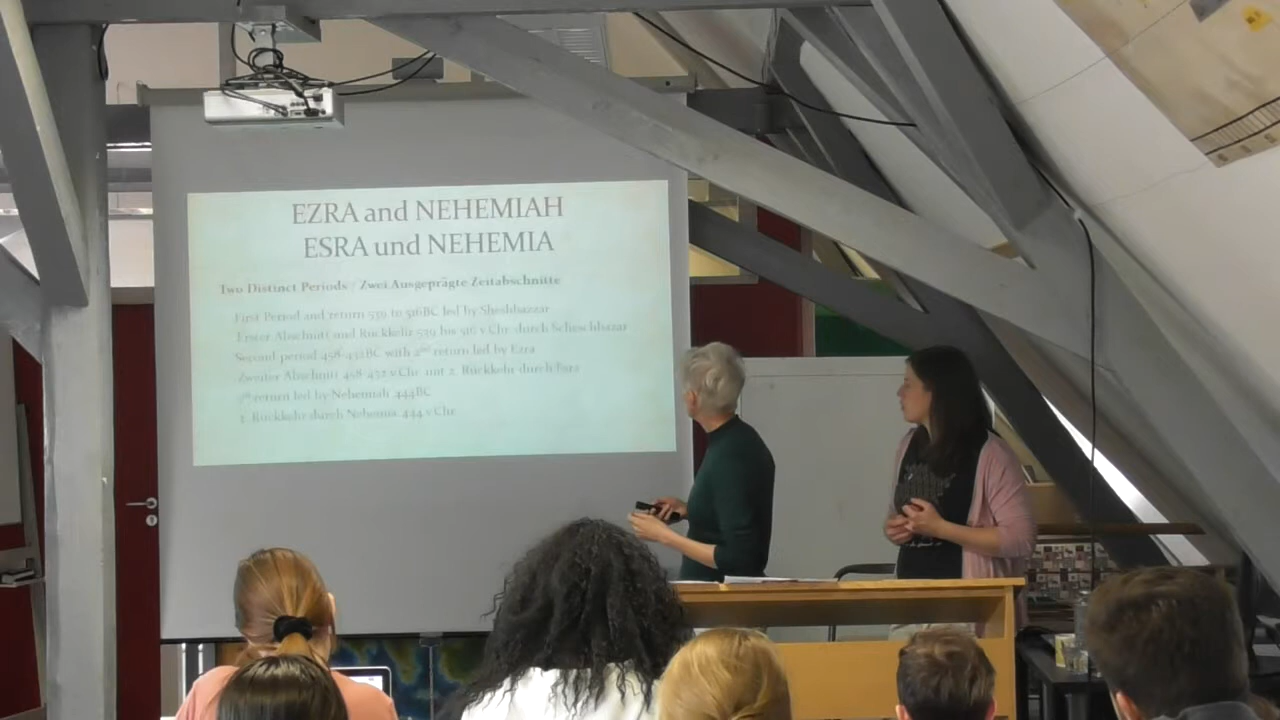 EZRA and NEHEMIAH
ESRA und NEHEMIA
Two Distinct Periods / Zwei Ausgeprägte Zeitabschnitte
First Period and return 539 to 516BC led by Sheshbazzar
Erster Abschnitt und Rückkehr 539 bis 516 v.Chr. durch Scheschbazar
Second period 458-432BC with 2nd return led by Ezra
Zweiter Abschnitt 458-432 v.Chr. mit 2. Rückkehr durch Esra
3rd return led by Nehemiah 444BC
3. Rückkehr durch Nehemia 444 v.Chr.